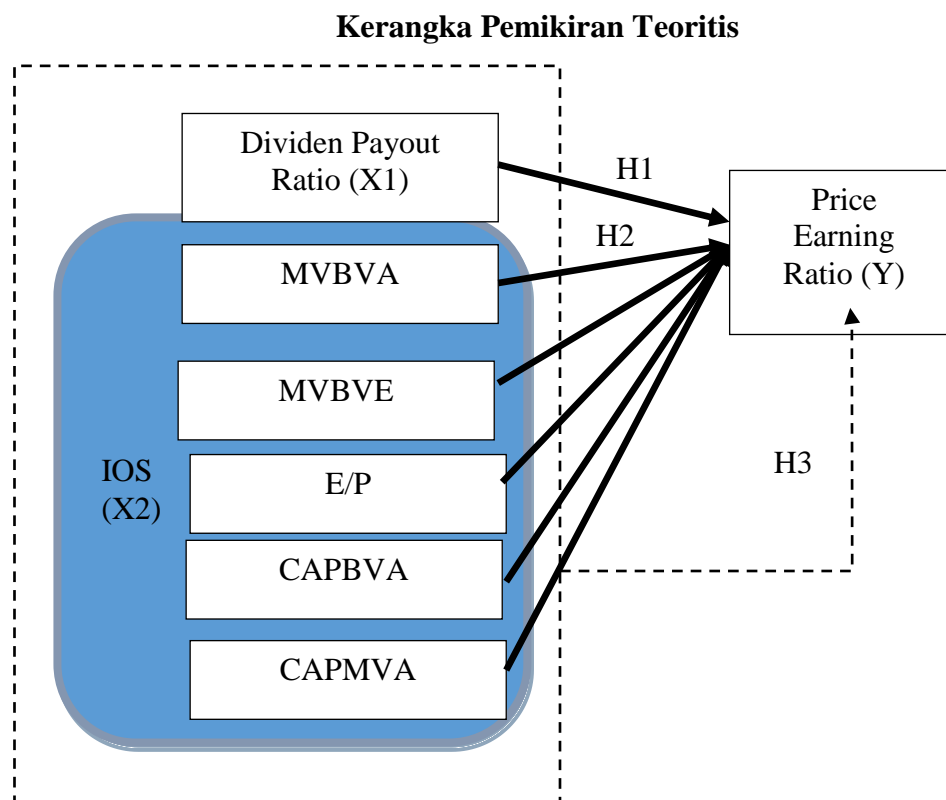 Kerangka Pemikiran Teoritis
Dividen Payout
Ratio (X1)
H1
Price
Earning
Ratio (Y)
H2
MVBVA
MVBVE
IOS
(X2)
E/P
H3
CAPBVA
CAPMVA